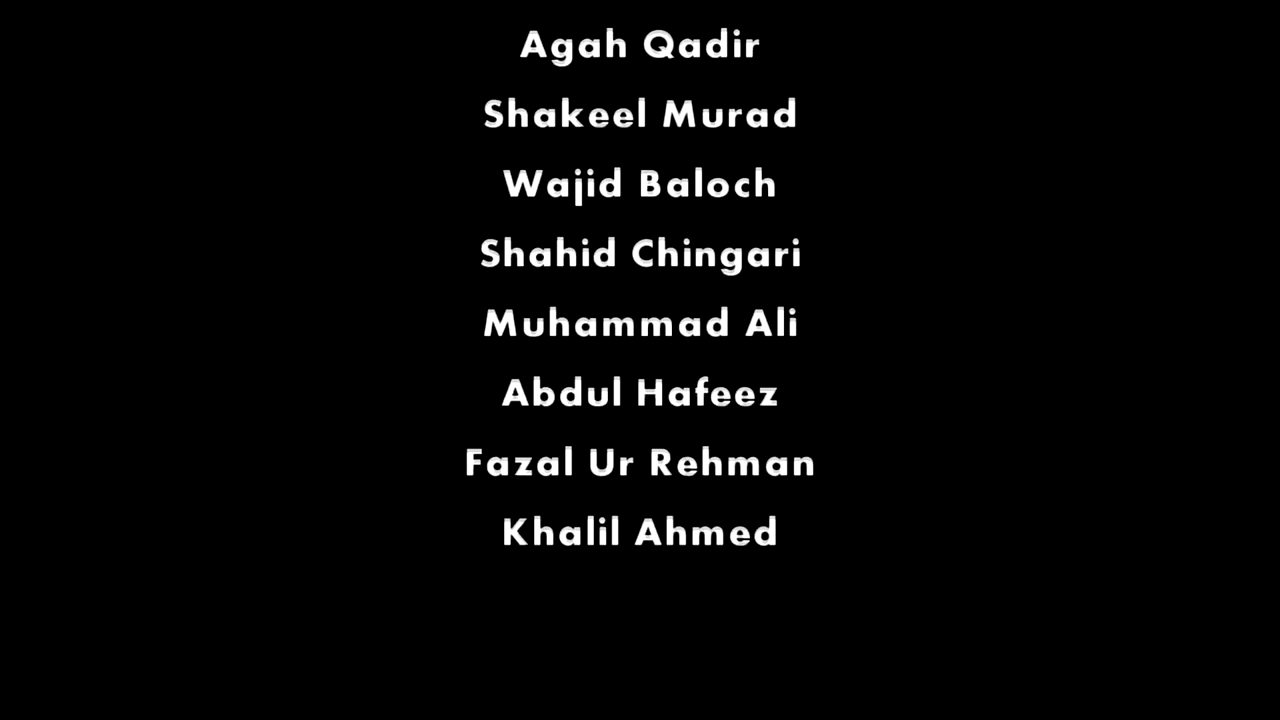 Agah Qadir
Shakeel Murad
Wajid Baloch
Shahid Chingari
Muhammad Ali
Abdul Hafeez
Fazal Ur Rehman
Khalil Ahmed